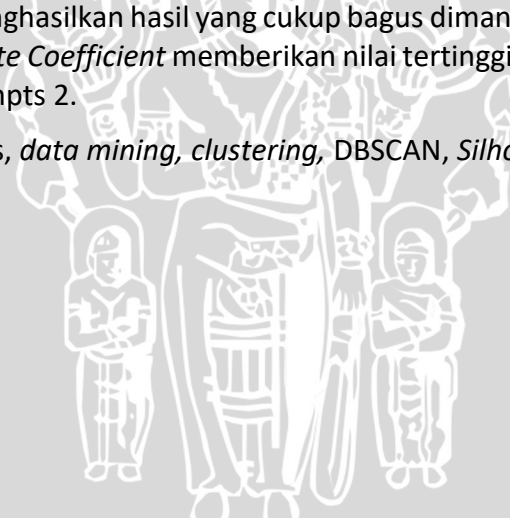 nghasilkan hasil yang cukup bagus diman
te Coefficient memberikan nilai tertinggi
npts 2.
s, data mining, clustering, DBSCAN, Silho